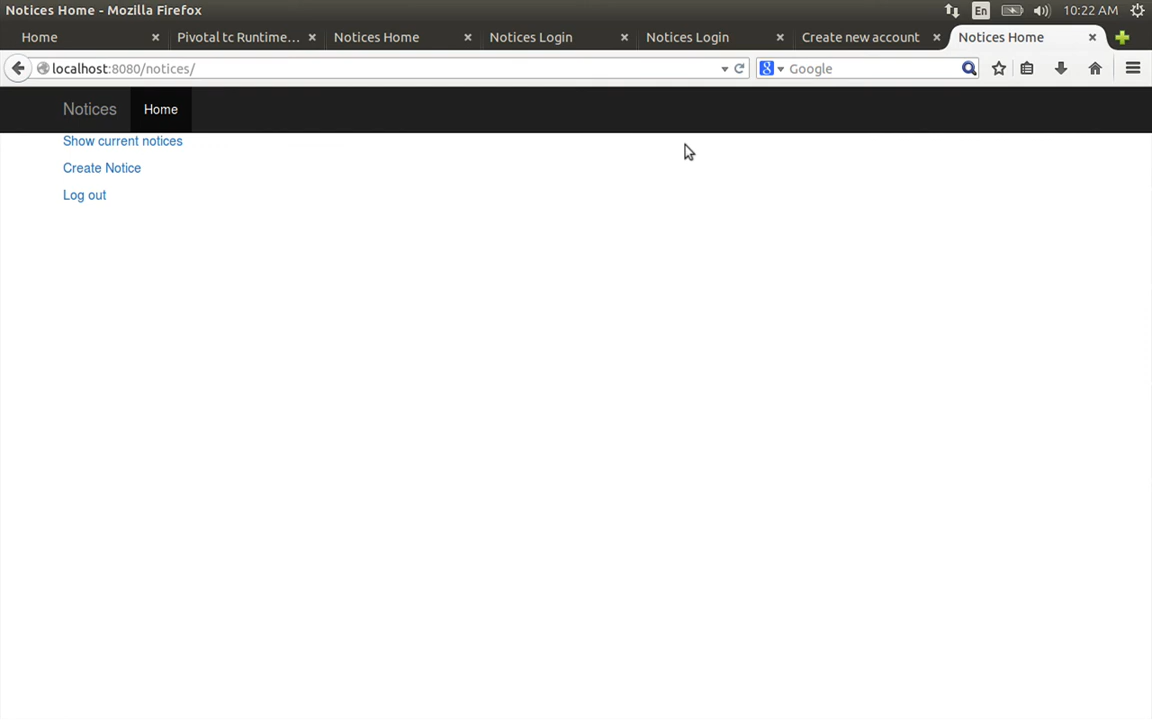 Notices Home - Mozilla Firefox
En
10:22 AM
Home
Pivotal tc Runtime...
Notices Home
Notices Login
Notices Login
Create new account
Notices Home
localhost:8080/notices/
Google
Notices
Home
Show current notices
Create Notice
Log out